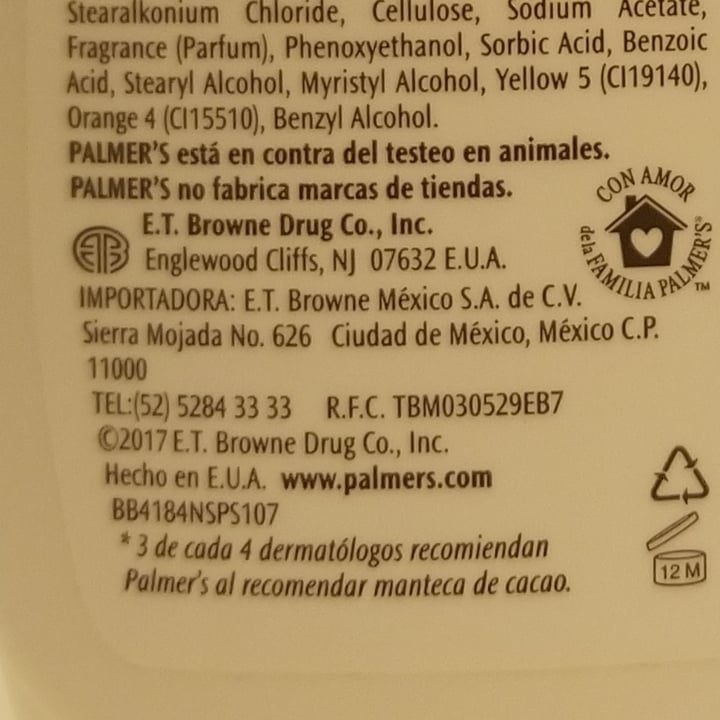 Stearalkonium Chloride, Cellulose, Sodium Acetate,
Fragrance (Parfum), Phenoxyethanol, Sorbic Acid, Benzoic
Acid, Stearyl Alcohol, Myristyl Alcohol, Yellow 5 (CI19140),
Orange 4 (CI15510), Benzyl Alcohol.
PALMER'S está en contra del testeo en animales.
PALMER'S no fabrica marcas de tiendas.
CON AMOR
de la FAMILIA PALMER'S®
TM
ETB
E.T. Browne Drug Co., Inc.
Englewood Cliffs, NJ 07632 E.U.A.
IMPORTADORA: E.T. Browne México S.A. de C.V.
Sierra Mojada No. 626 Ciudad de México, México C.P.
11000
TEL:(52) 5284 33 33 R.F.C. TBM030529EB7
©2017 E.T. Browne Drug Co., Inc.
Hecho en E.U.A. www.palmers.com
BB4184NSPS107
* 3 de cada 4 dermatólogos recomiendan
Palmer's al recomendar manteca de cacao.
12 M